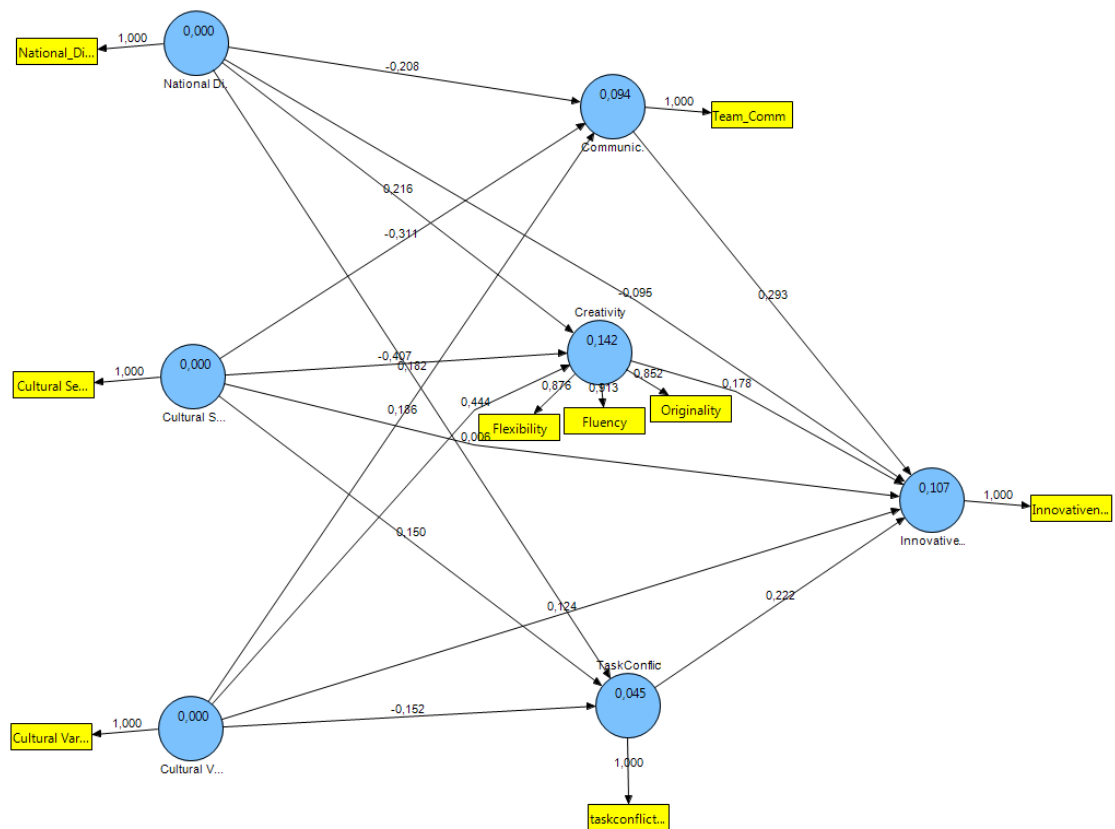 0,000
1,000
National_Di...
-0,208
0,094
1,000
National Di.
Team_Comm
Communic.
0,216
-0,311
-0,095
0,293
Creativity
0,142
0,000
1,000
-0,407
0,182
0,852
Cultural Se...
0,876
0,913
0,178
0,444
0,186
Originality
Cultural S...
Flexibility
Fluency
0,006
0,107
1,000
Innovativen...
0,150
Innovative..
0,124
0,222
TaskConflic
0,045
0,000
-0,152
1,000
Cultural Var...
1,000
Cultural V...
taskconflict...